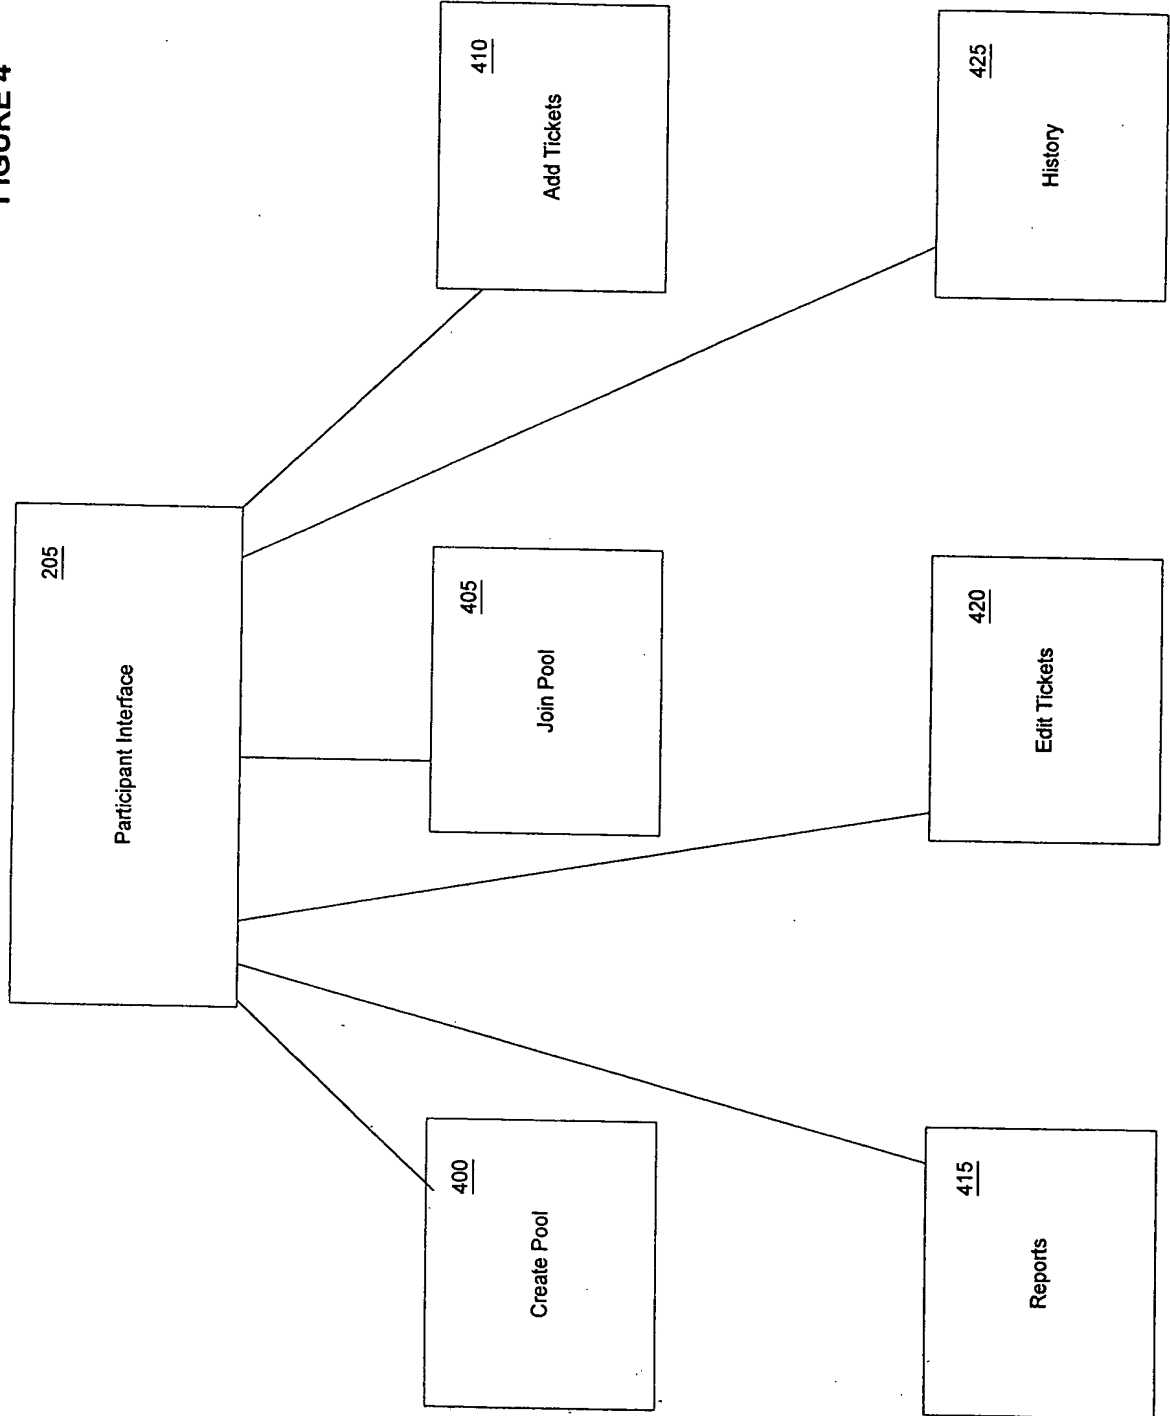 FIGURE 4
205
Participant Interface
400
Create Pool
405
Join Pool
410
Add Tickets
415
Reports
420
Edit Tickets
425
History